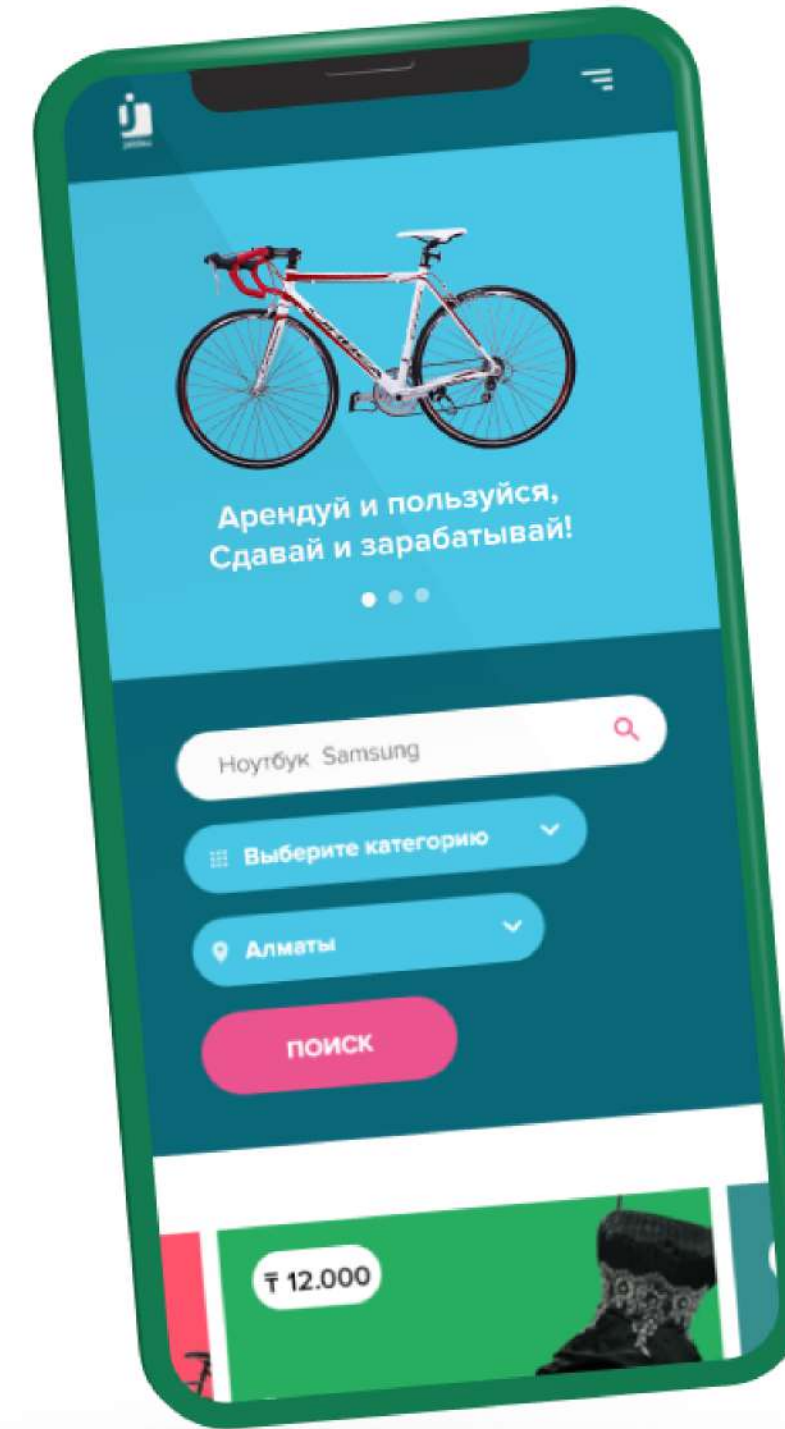 Арендуй и пользуйся,
Сдавай и зарабатывай!
Ноутбук Samsung
Выберите категорию
Алматы
ПОИСК
₸ 12.000